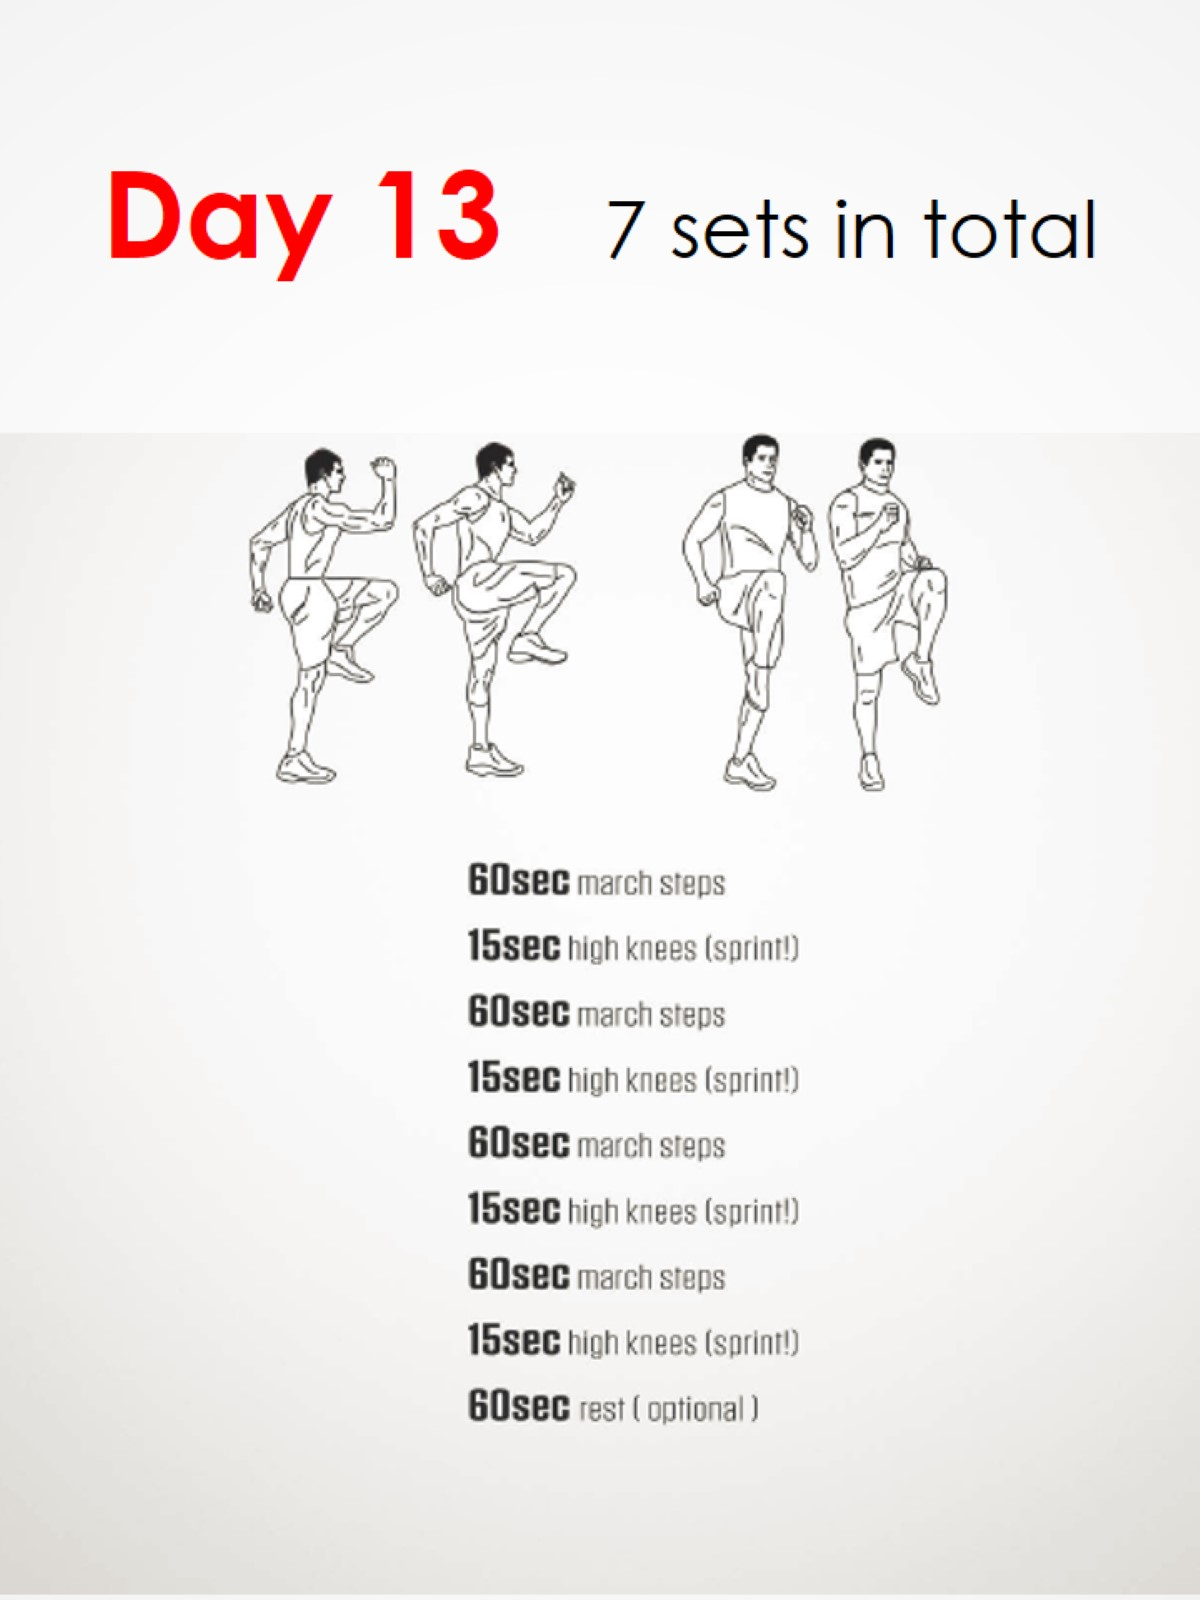 Day 13 7 sets in total
60sec march steps
15sec high knees (sprint!)
60sec march steps
15sec high knees (sprint!)
60sec march steps
15sec high knees (sprint!)
60sec march steps
15sec high knees (sprint!)
60sec rest ( optional )